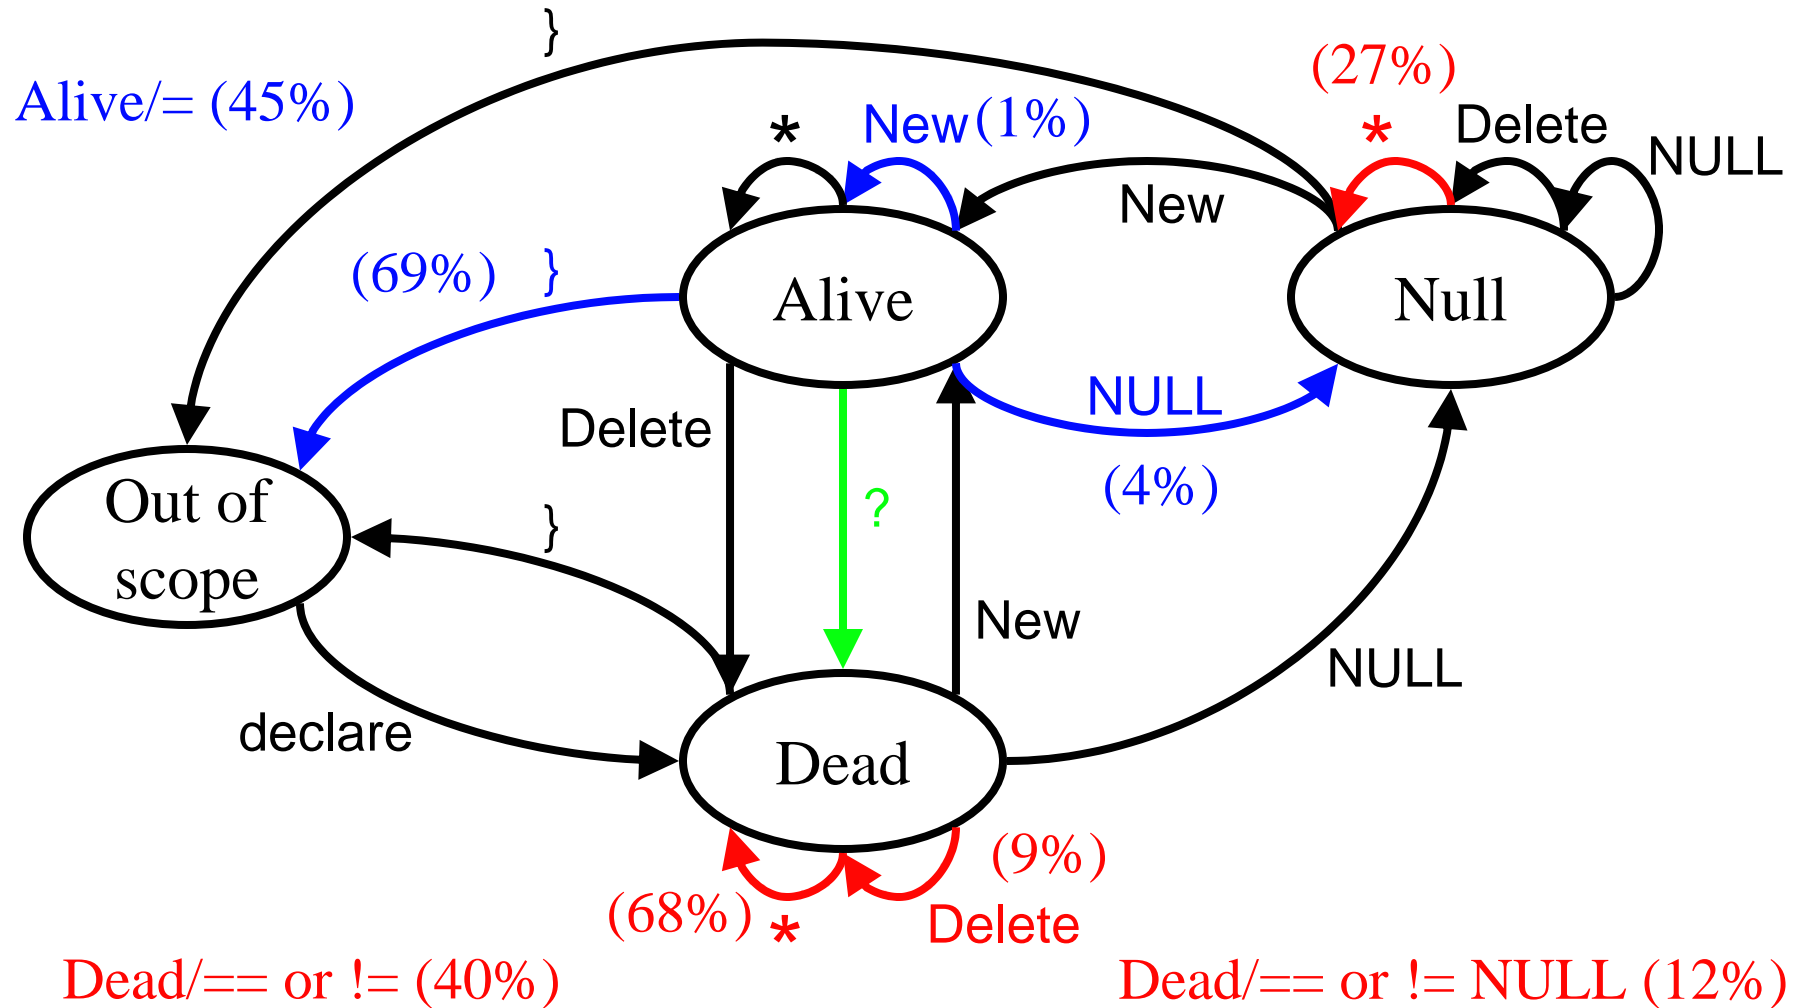 }
Alive/= (45%)
(27%)
*
New (1%)
*
Delete
NULL
New
(69%) }
Alive
Null
NULL
Delete
(4%)
?
Out of
scope
}
New
NULL
declare
Dead
(9%)
(68%) *
Delete
Dead/== or != (40%)
Dead/== or != NULL (12%)